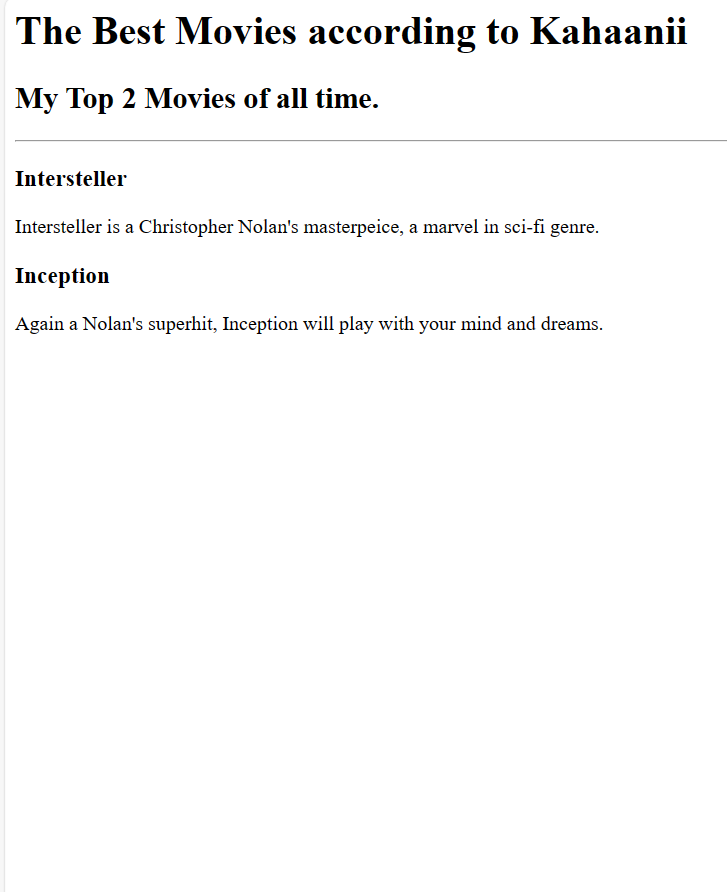 The Best Movies according to Kahaanii
My Top 2 Movies of all time.
Intersteller
Intersteller is a Christopher Nolan's masterpeice, a marvel in sci-fi genre.
Inception
Again a Nolan's superhit, Inception will play with your mind and dreams.